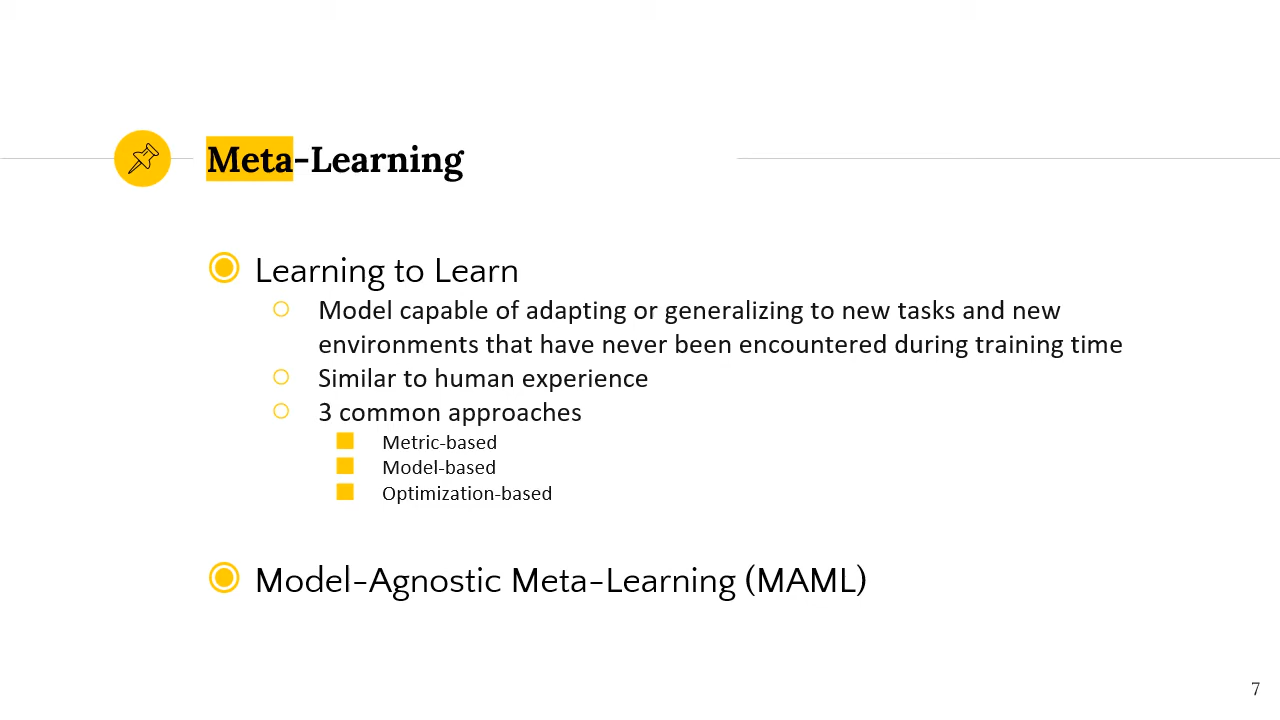 Meta-Learning
Learning to Learn
Model capable of adapting or generalizing to new tasks and new
environments that have never been encountered during training time
Similar to human experience
3 common approaches
Metric-based
Model-based
Optimization-based
Model-Agnostic Meta-Learning (MAML)
7